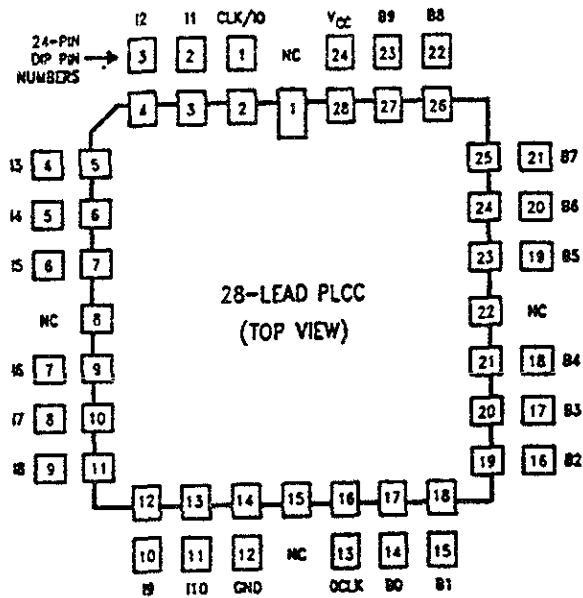 I2 I1 CLK/I0 VCC B9 B8
24-PIN DIP PIN NUMBERS 3 2 1 NC 24 23 22
4 3 2 1 28 27 26
I3 4 5 25 21 B7
I4 5 6 24 20 B6
I5 6 7 23 19 B5
28-LEAD PLCC
NC 8 22 NC
(TOP VIEW)
I6 7 9 21 18 B4
I7 8 10 20 17 B3
I8 9 11 19 16 B2
12 13 14 15 16 17 18
10 11 12 NC 13 14 15
I9 I10 GND OCLK B0 B1